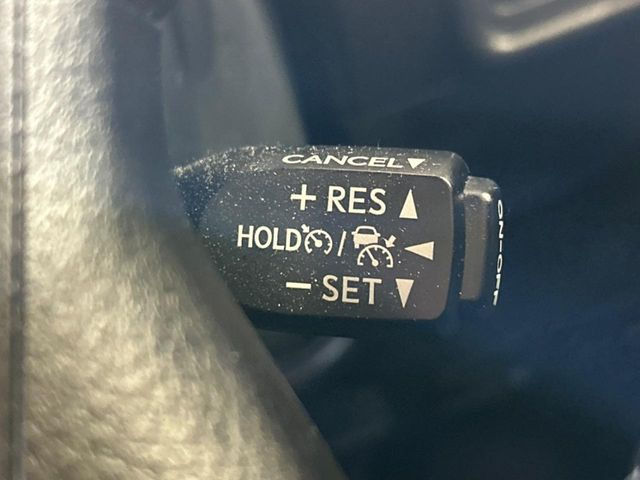 CANCEL▼
+ RES ▲
HOLD / ◀
− SET ▼
ON-OFF